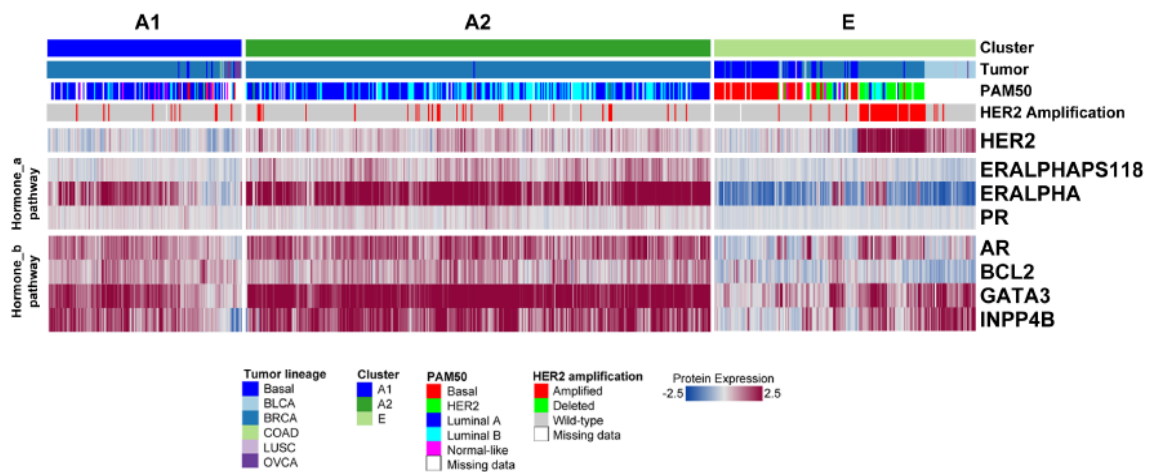 A1 A2 E
Cluster
Tumor
PAM50
HER2 Amplification
HER2
Hormone_a
pathway
ERALPHAPS118
ERALPHA
PR
Hormone_b
pathway
AR
BCL2
GATA3
INPP4B
Tumor lineage
Basal
BLCA
BRCA
COAD
LUSC
OVCA
Cluster
A1
A2
E
PAM50
Basal
HER2
Luminal A
Luminal B
Normal-like
Missing data
HER2 amplification
Amplified
Deleted
Wild-type
Missing data
Protein Expression
-2.5 2.5